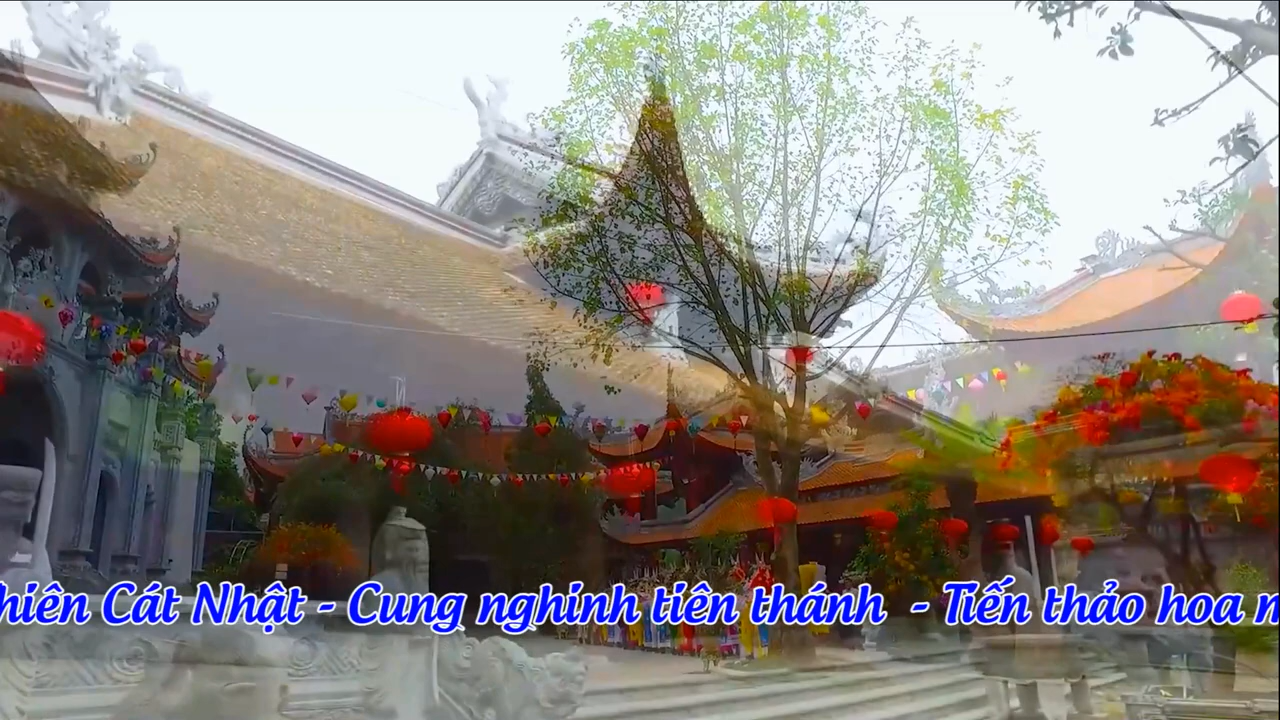 hiên Cát Nhật - Cung nghinh tiên thánh - Tiến thảo hoa